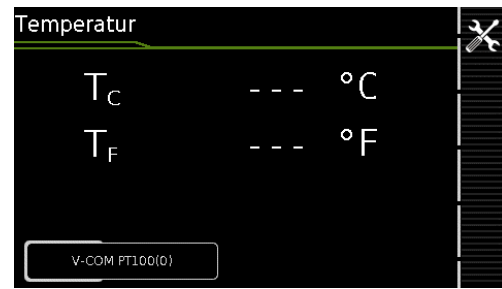 Temperatur
TC --- °C
TF --- °F
V-COM PT100(0)